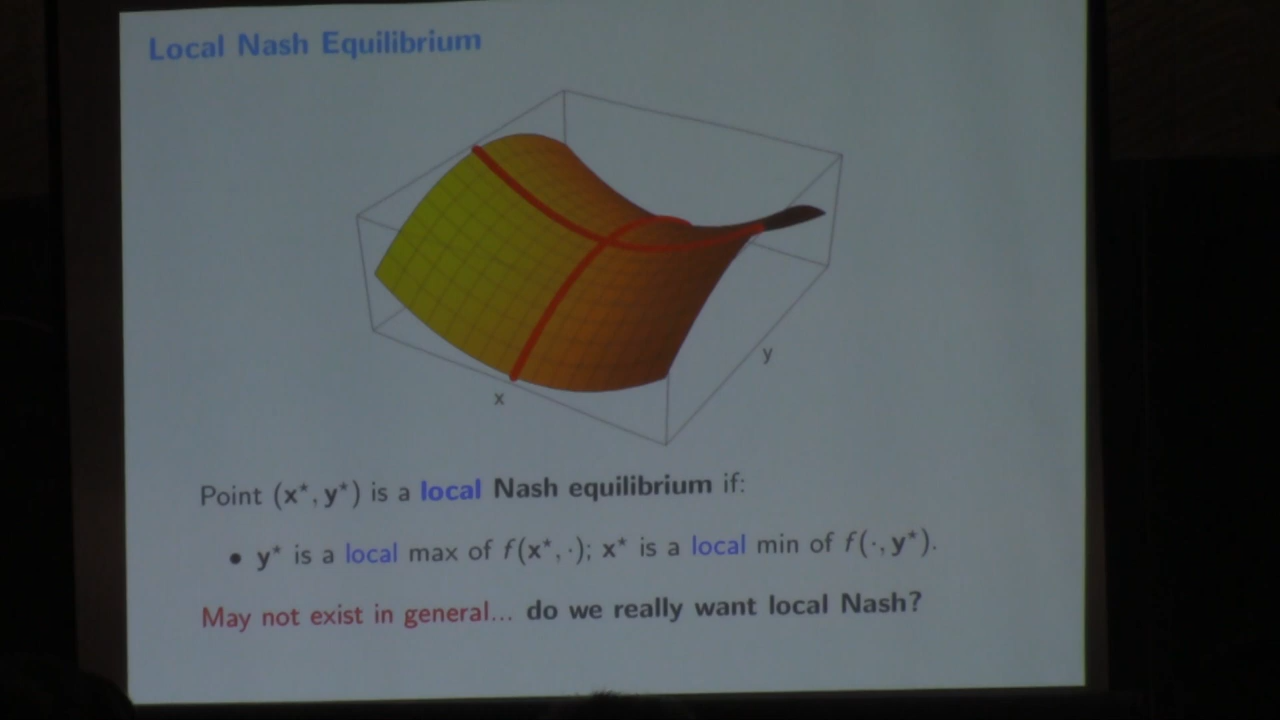 Local Nash Equilibrium
x
y
Point (x*, y*) is a local Nash equilibrium if:
• y* is a local max of f(x*, ·); x* is a local min of f(·, y*).
May not exist in general... do we really want local Nash?